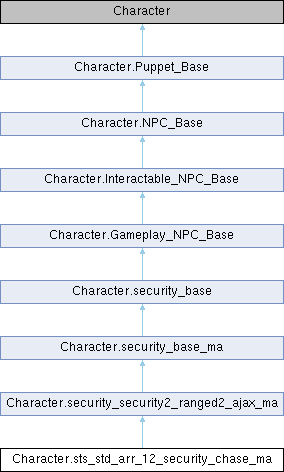 Character
Character.Puppet_Base
Character.NPC_Base
Character.Interactable_NPC_Base
Character.Gameplay_NPC_Base
Character.security_base
Character.security_base_ma
Character.security_security2_ranged2_ajax_ma
Character.sts_std_arr_12_security_chase_ma